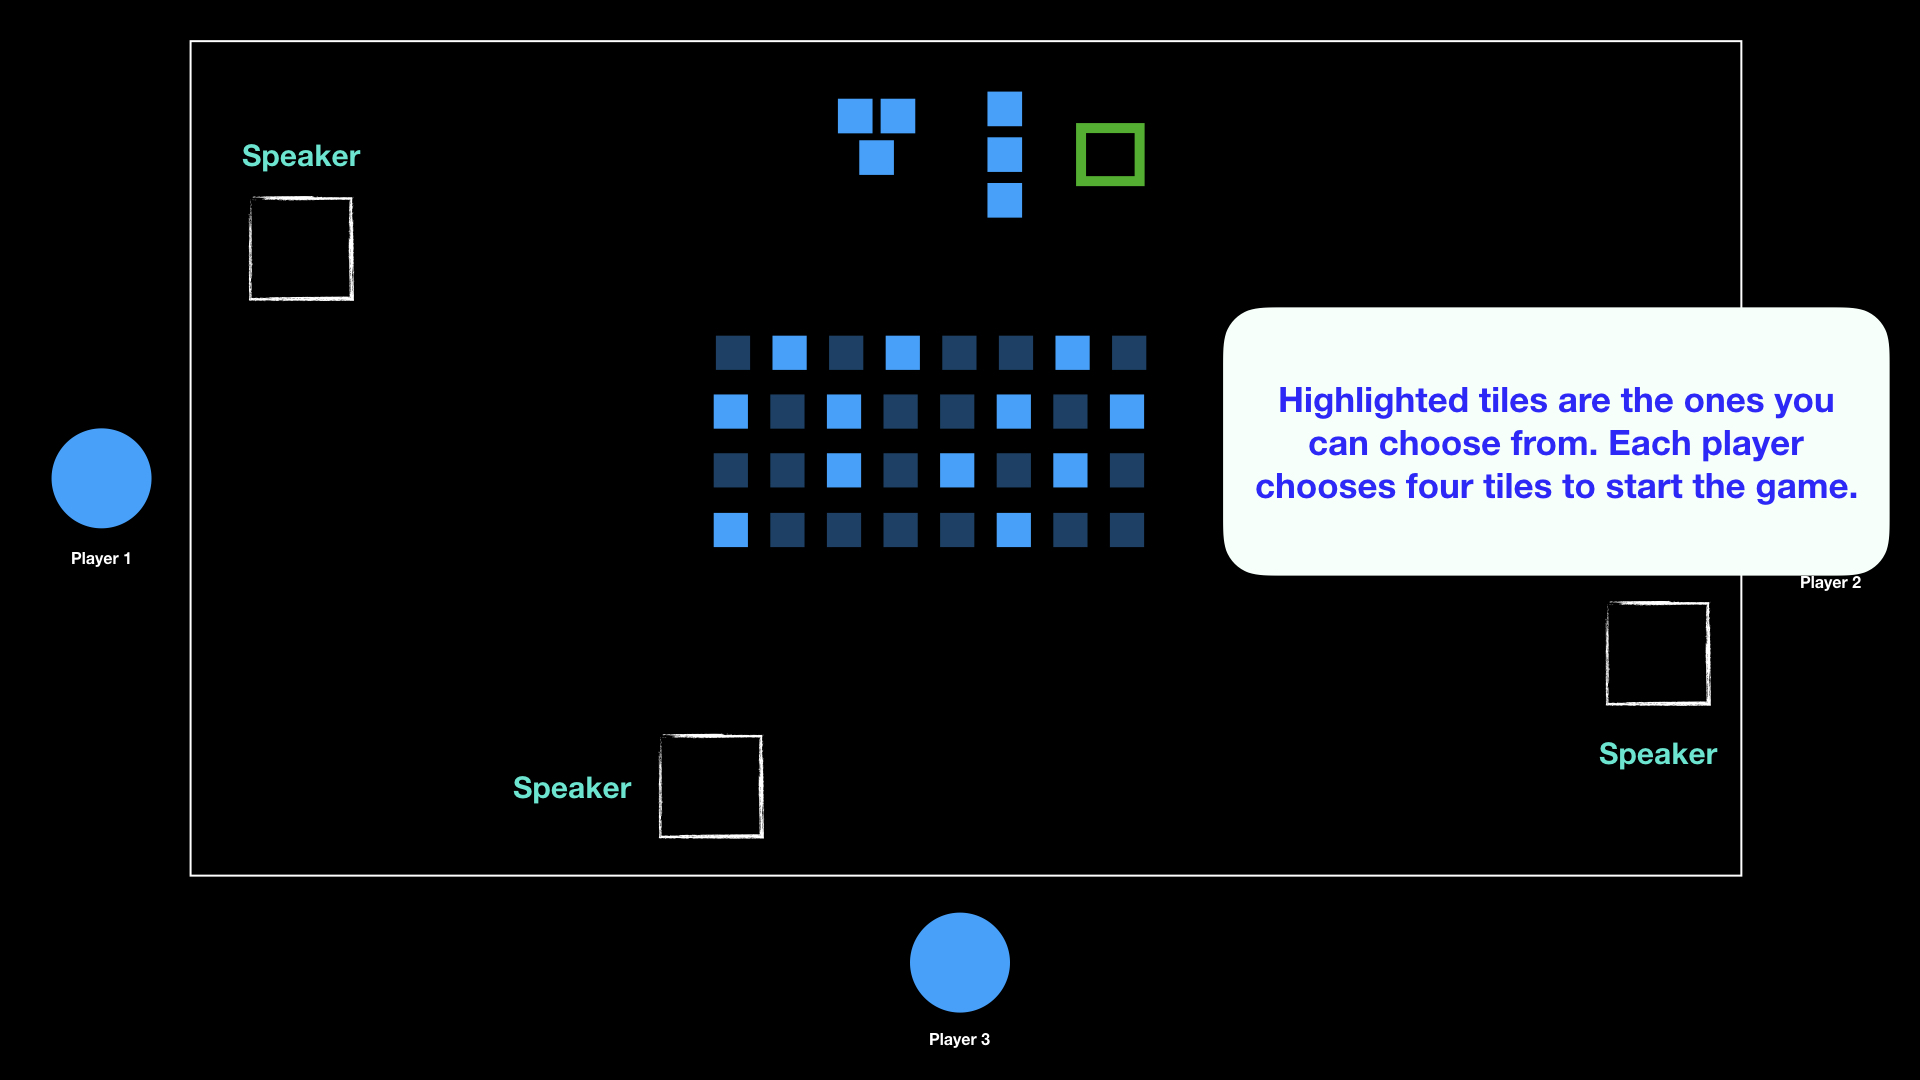 Speaker
Highlighted tiles are the ones you
can choose from. Each player
chooses four tiles to start the game.
Player 1
Player 2
Speaker
Speaker
Player 3